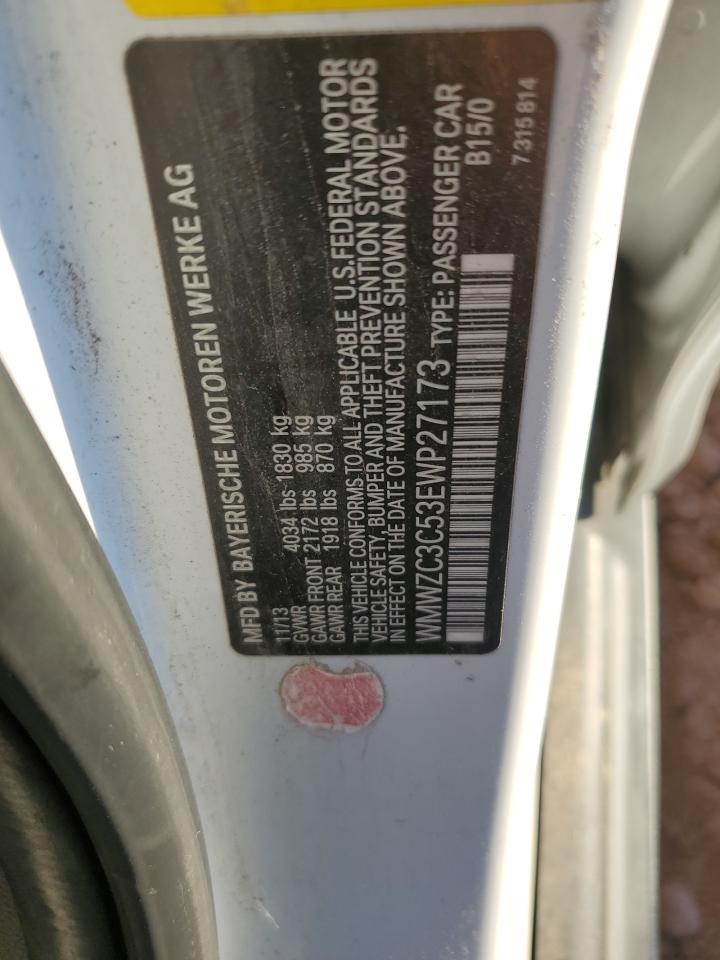 MFD BY BAYERISCHE MOTOREN WERKE AG
11/13
GVWR 4034 lbs 1830 kg
GAWR FRONT 2172 lbs 985 kg
GAWR REAR 1918 lbs 870 kg
THIS VEHICLE CONFORMS TO ALL APPLICABLE U.S. FEDERAL MOTOR
VEHICLE SAFETY, BUMPER AND THEFT PREVENTION STANDARDS
IN EFFECT ON THE DATE OF MANUFACTURE SHOWN ABOVE.
WMWZC3C53EWP27173 TYPE: PASSENGER CAR
B15/0
7 315 814